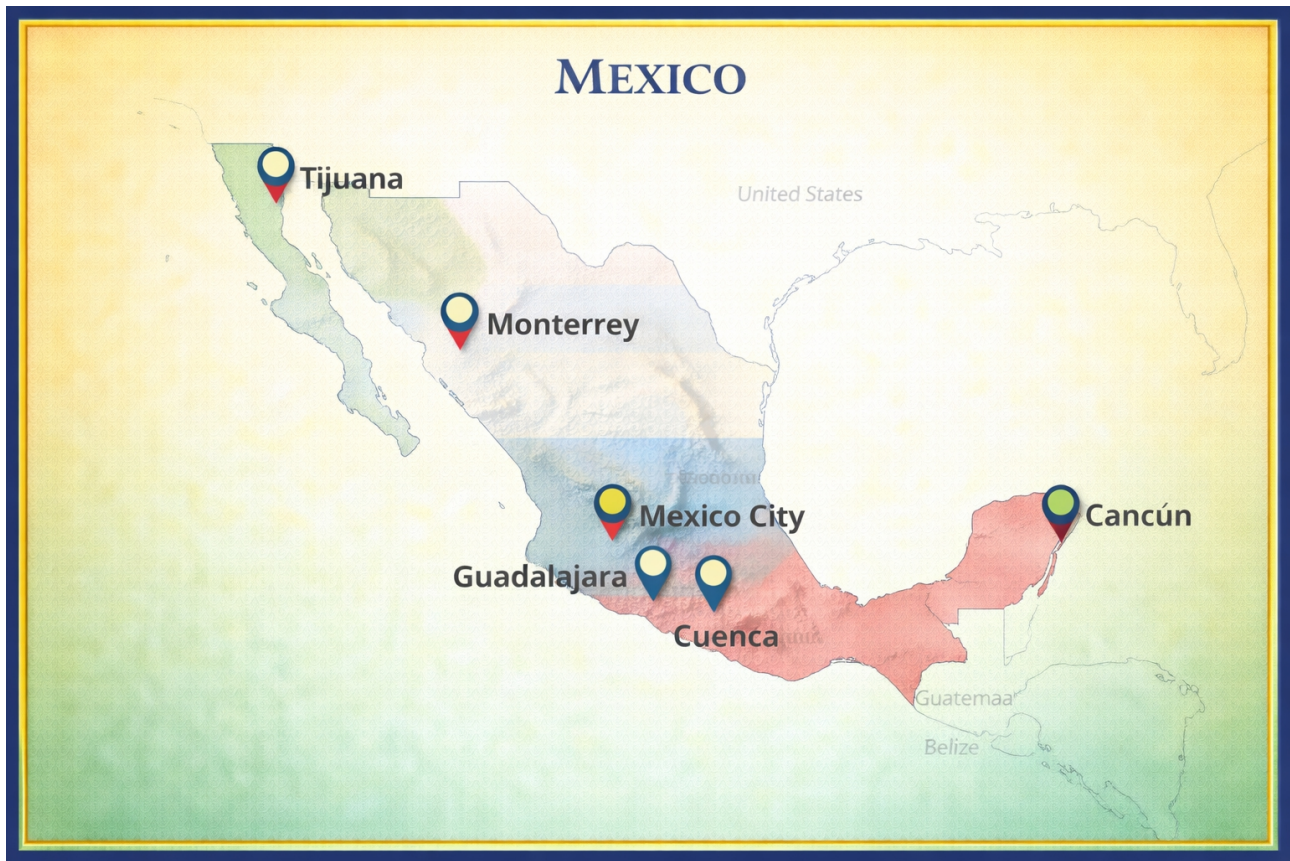 MEXICO
Tijuana
United States
Monterrey
Mexico City
Cancún
Guadalajara
Cuenca
Guatemaa
Belize